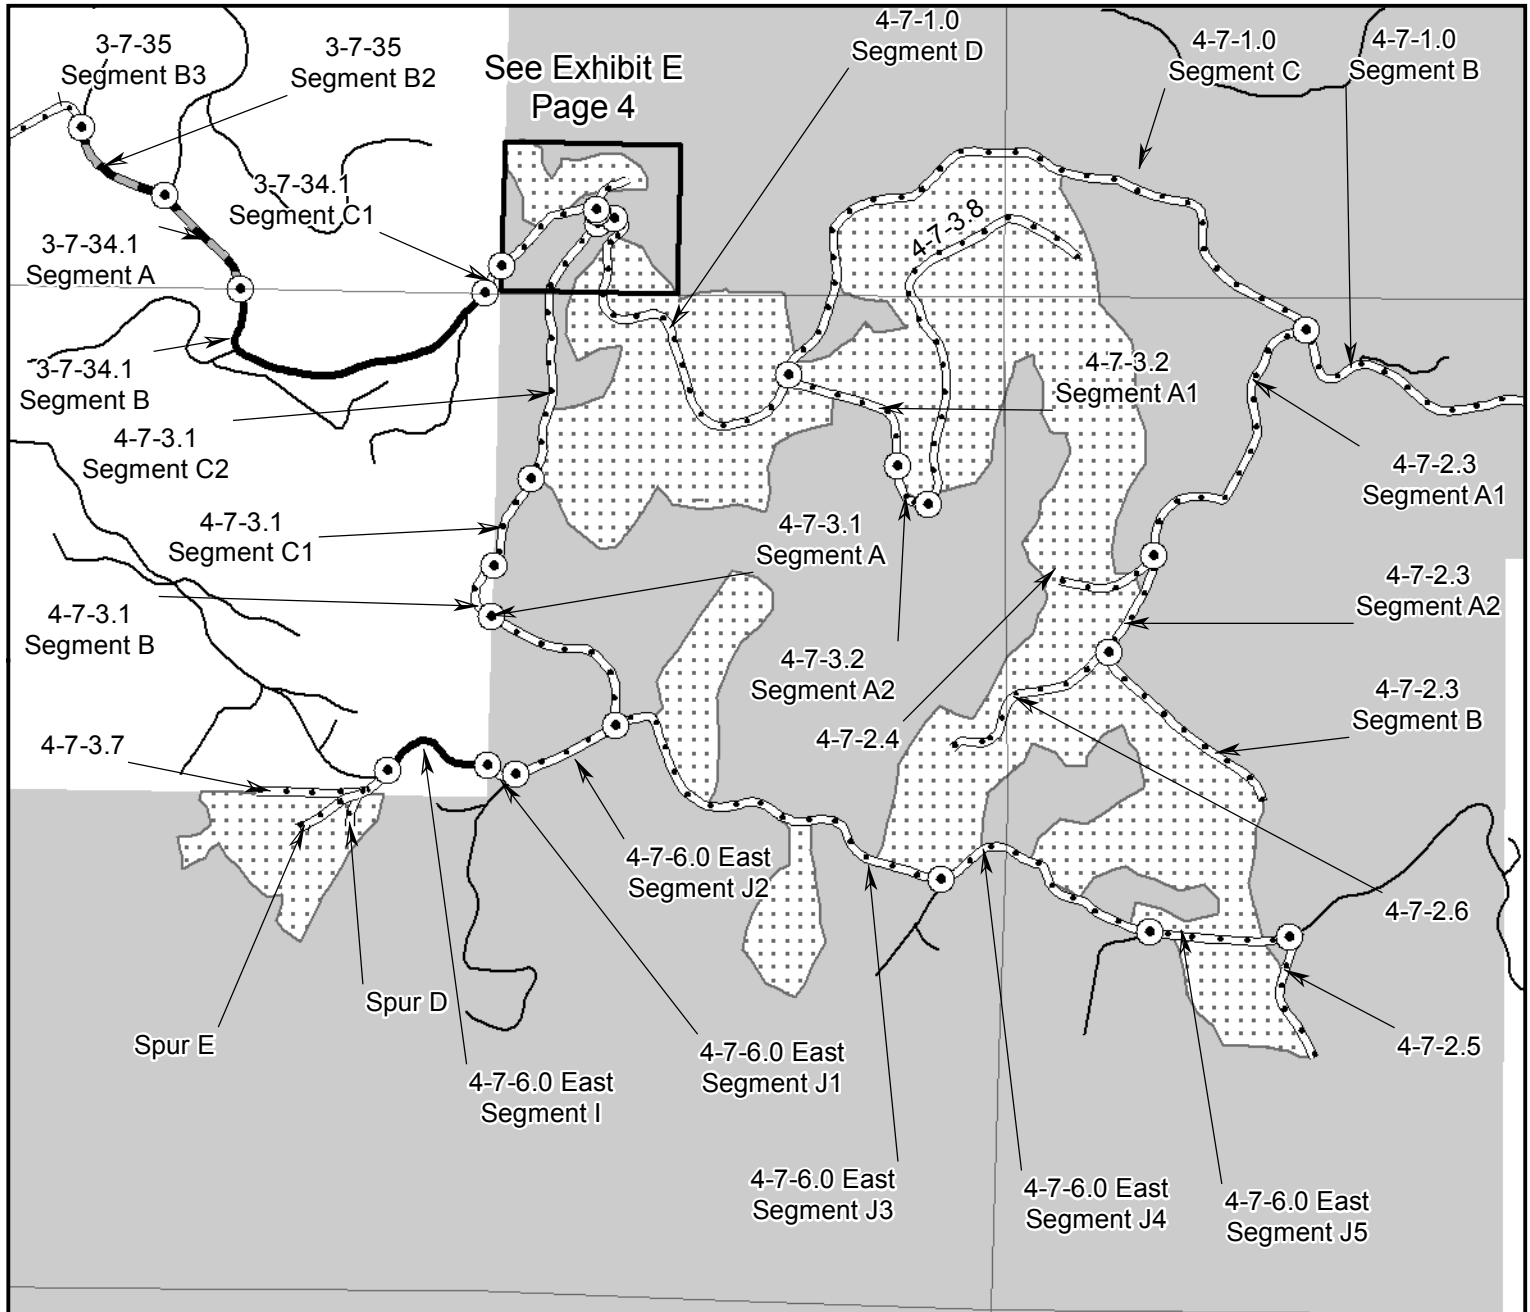 4-7-1.0
Segment D
3-7-35
Segment B3
3-7-35
Segment B2
See Exhibit E
Page 4
4-7-1.0
Segment C
4-7-1.0
Segment B
3-7-34.1
Segment C1
3-7-34.1
Segment A
4-7-3.8
3-7-34.1
Segment B
4-7-3.2
Segment A1
4-7-3.1
Segment C2
4-7-2.3
Segment A1
4-7-3.1
Segment C1
4-7-3.1
Segment A
4-7-2.3
Segment A2
4-7-3.1
Segment B
4-7-3.2
Segment A2
4-7-2.3
Segment B
4-7-2.4
4-7-3.7
4-7-6.0 East
Segment J2
4-7-2.6
Spur D
Spur E
4-7-6.0 East
Segment J1
4-7-2.5
4-7-6.0 East
Segment I
4-7-6.0 East
Segment J3
4-7-6.0 East
Segment J4
4-7-6.0 East
Segment J5